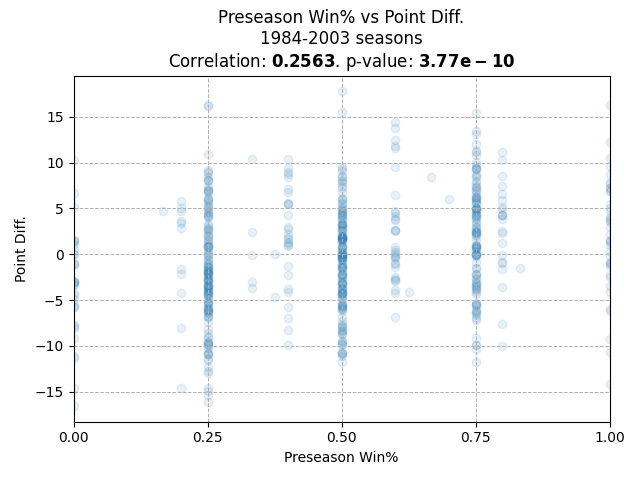 Preseason Win% vs Point Diff.
1984-2003 seasons
Correlation: 0.2563. p-value: 3.77e − 10
Point Diff.
15
10
5
0
−5
−10
−15
0.00 0.25 0.50 0.75 1.00
Preseason Win%